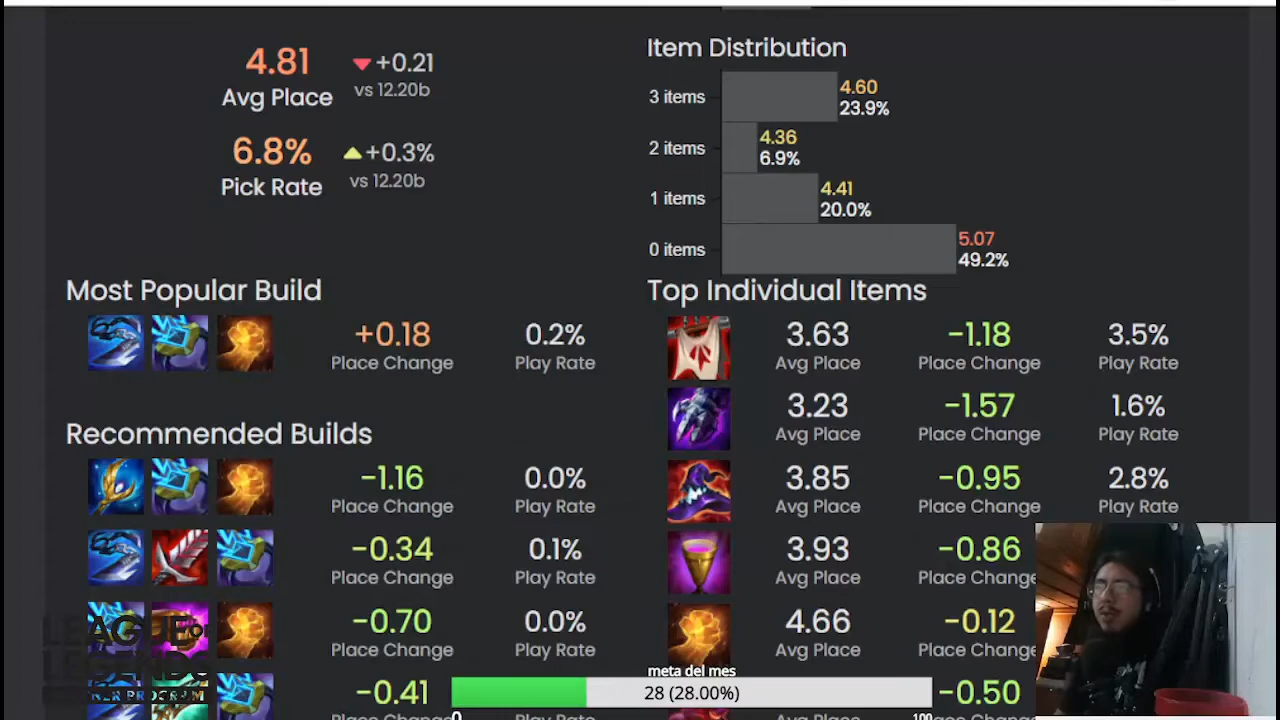 4.81
Avg Place
+0.21
vs 12.20b
6.8%
Pick Rate
+0.3%
vs 12.20b
Item Distribution
3 items
4.60
23.9%
2 items
4.36
6.9%
1 items
4.41
20.0%
0 items
5.07
49.2%
Most Popular Build
+0.18
Place Change
0.2%
Play Rate
Recommended Builds
-1.16
Place Change
0.0%
Play Rate
-0.34
Place Change
0.1%
Play Rate
-0.70
Place Change
0.0%
Play Rate
-0.41
Top Individual Items
3.63
Avg Place
-1.18
Place Change
3.5%
Play Rate
3.23
Avg Place
-1.57
Place Change
1.6%
Play Rate
3.85
Avg Place
-0.95
Place Change
2.8%
Play Rate
3.93
Avg Place
-0.86
Place Change
4.66
Avg Place
-0.12
Place Change
-0.50
LEAGUE OF
LEGENDS
meta del mes
28 (28.00%)
0
100